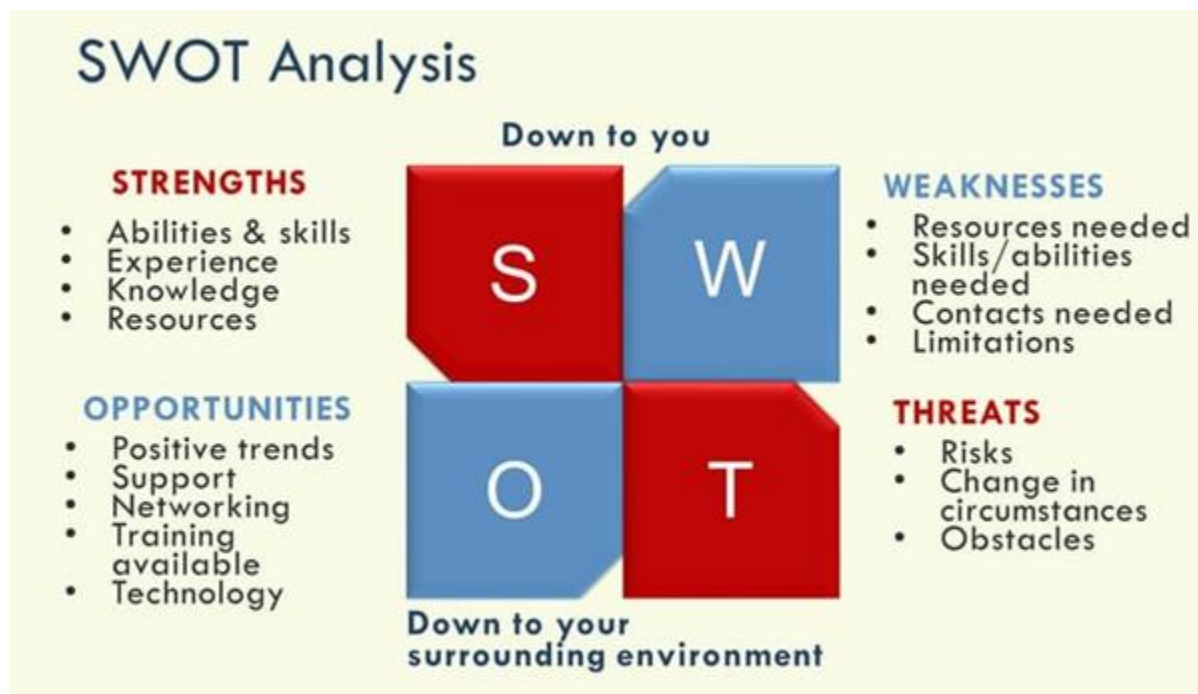 SWOT Analysis
Down to you
STRENGTHS
• Abilities & skills
• Experience
• Knowledge
• Resources
S
W
WEAKNESSES
• Resources needed
• Skills/abilities
needed
• Contacts needed
• Limitations
OPPORTUNITIES
• Positive trends
• Support
• Networking
• Training
available
• Technology
O
T
THREATS
• Risks
• Change in
circumstances
• Obstacles
Down to your
surrounding environment